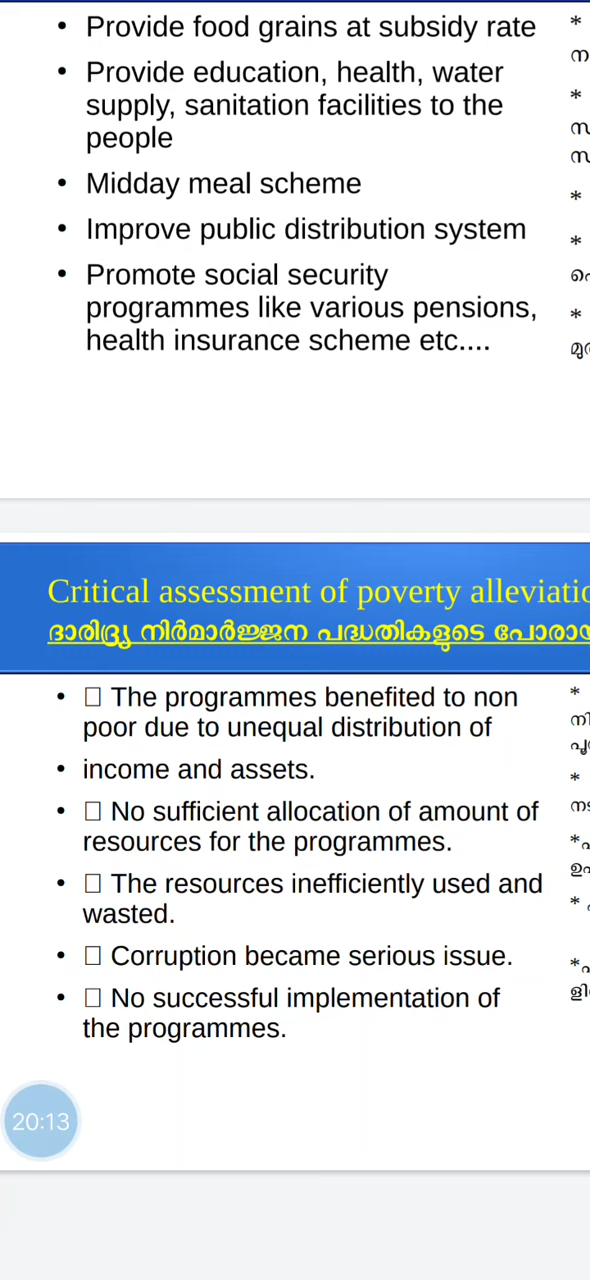 • Provide food grains at subsidy rate
• Provide education, health, water
supply, sanitation facilities to the
people
• Midday meal scheme
• Improve public distribution system
• Promote social security
programmes like various pensions,
health insurance scheme etc....
*
*
*
*
*
Critical assessment of poverty alleviatio
ദാരിദ്ര്യ നിർമാർജ്ജന പദ്ധതികളുടെ പോരായ
• □ The programmes benefited to non
poor due to unequal distribution of
• income and assets.
• □ No sufficient allocation of amount of
resources for the programmes.
• □ The resources inefficiently used and
wasted.
• □ Corruption became serious issue.
• □ No successful implementation of
the programmes.
*
*
*
*
*
20:13